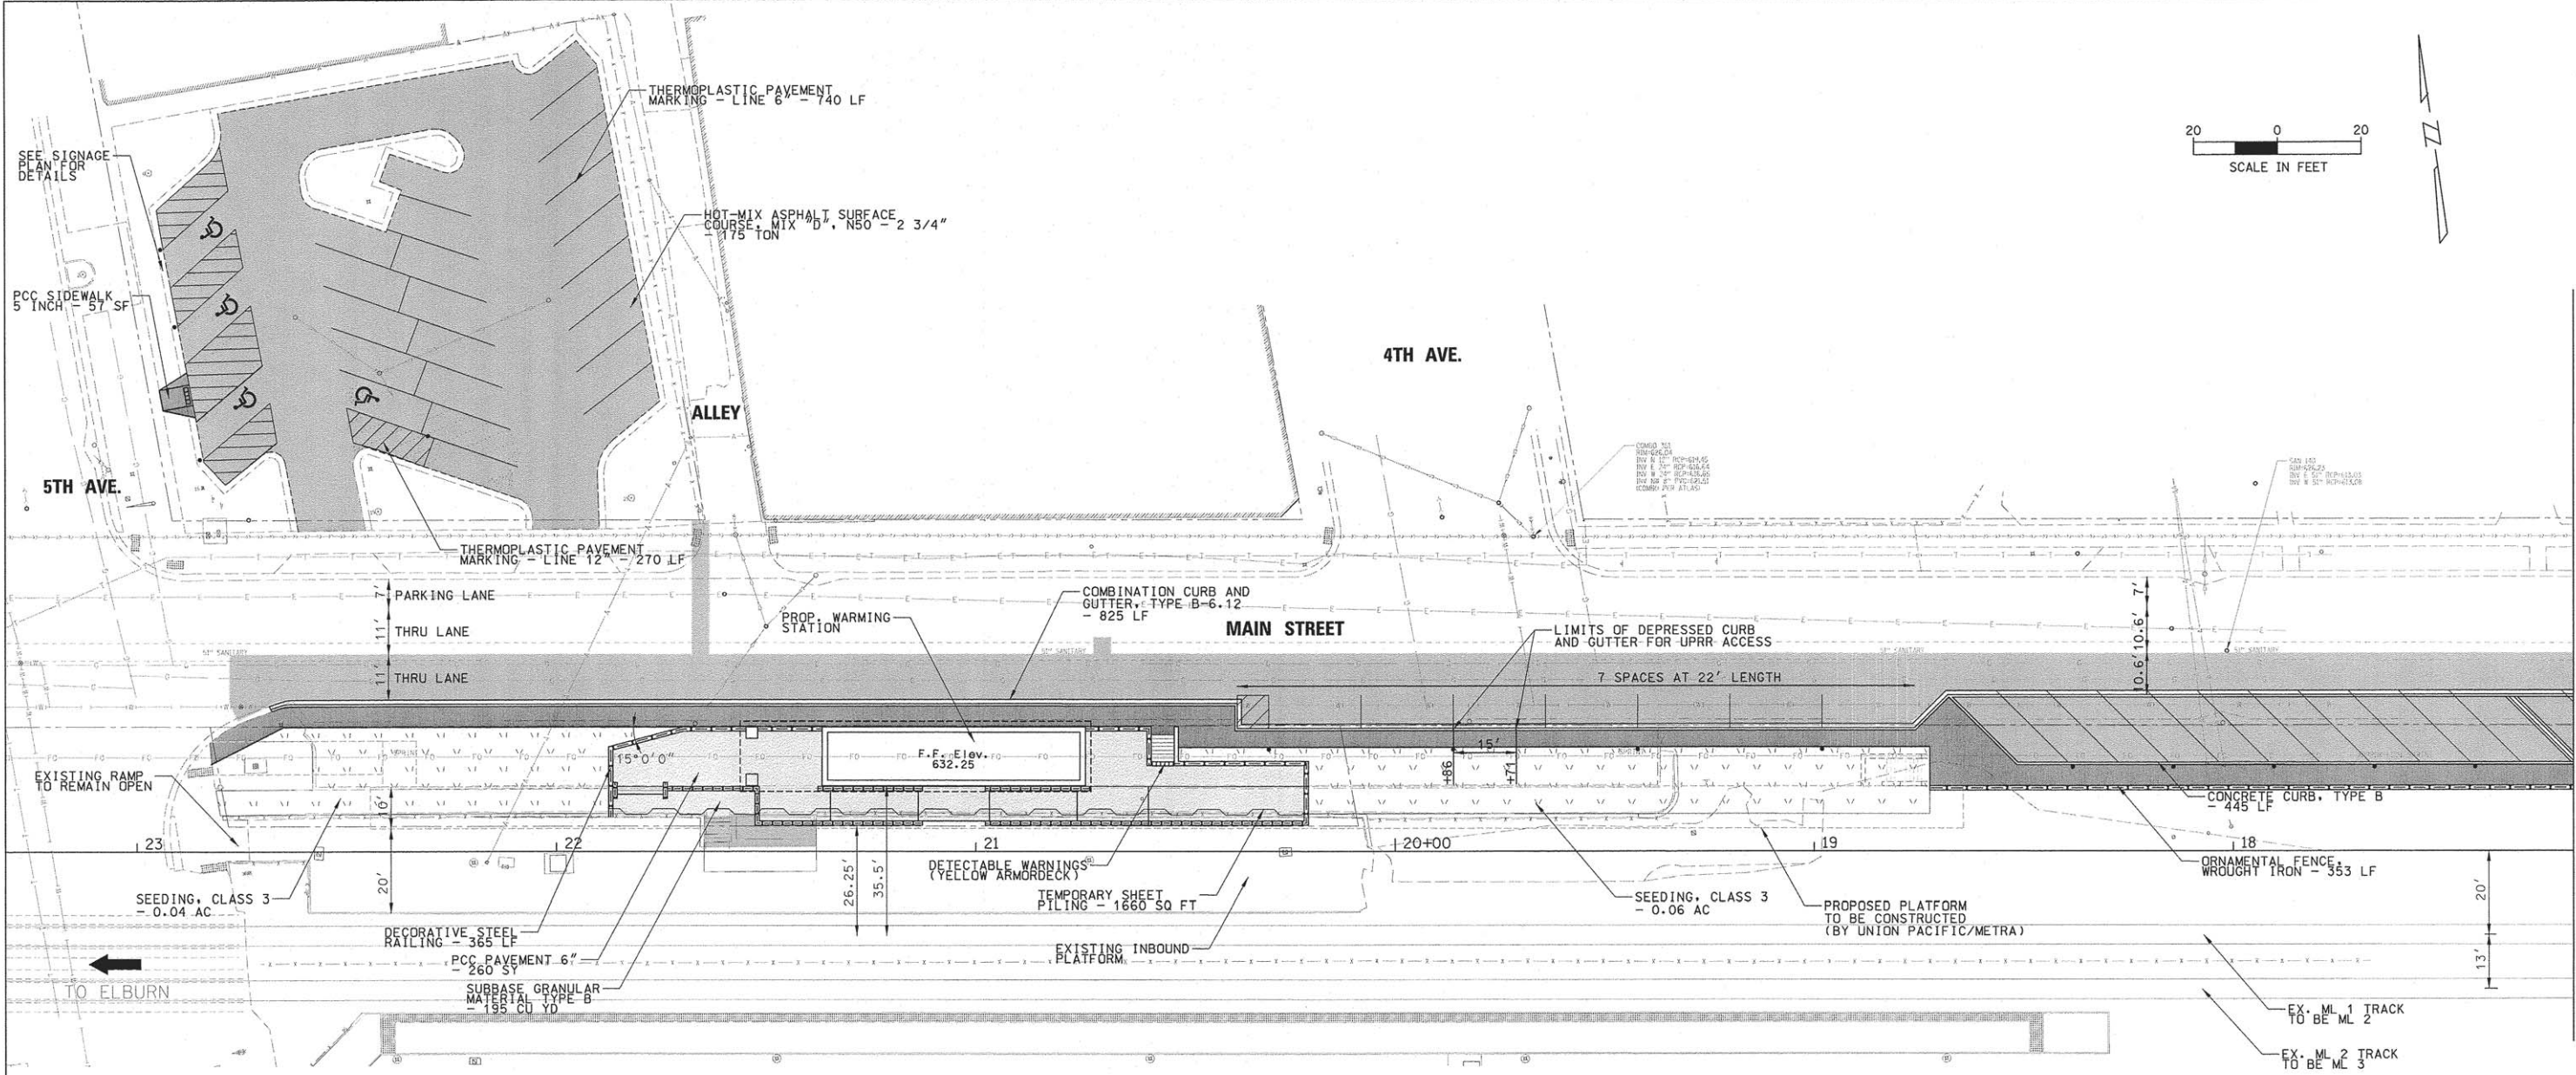 THERMOPLASTIC PAVEMENT
MARKING - LINE 6" - 740 LF
20 0 20
SCALE IN FEET
N
SEE SIGNAGE
PLAN FOR
DETAILS
HOT-MIX ASPHALT SURFACE
COURSE, MIX "D", N50 - 2 3/4"
- 175 TON
PCC SIDEWALK
5 INCH - 57 SF
4TH AVE.
ALLEY
5TH AVE.
THERMOPLASTIC PAVEMENT
MARKING - LINE 12" - 270 LF
7' PARKING LANE
11' THRU LANE
11' THRU LANE
PROP. WARMING
STATION
COMBINATION CURB AND
GUTTER, TYPE B-6.12
- 825 LF
MAIN STREET
LIMITS OF DEPRESSED CURB
AND GUTTER FOR UPRR ACCESS
7 SPACES AT 22' LENGTH
7'
10.6'
10.6'
15°0'0"
F.F. Elev.
632.25
15'
+86
+71
EXISTING RAMP
TO REMAIN OPEN
10'
CONCRETE CURB, TYPE B
- 445 LF
23
22
21
20+00
19
18
20'
26.25'
35.5'
DETECTABLE WARNINGS
(YELLOW ARMORDECK)
TEMPORARY SHEET
PILING - 1660 SQ FT
SEEDING, CLASS 3
- 0.06 AC
ORNAMENTAL FENCE,
WROUGHT IRON - 353 LF
SEEDING, CLASS 3
- 0.04 AC
PROPOSED PLATFORM
TO BE CONSTRUCTED
(BY UNION PACIFIC/METRA)
20'
13'
DECORATIVE STEEL
RAILING - 365 LF
EXISTING INBOUND
PLATFORM
PCC PAVEMENT 6"
- 260 SY
TO ELBURN
SUBBASE GRANULAR
MATERIAL TYPE B
- 195 CU YD
EX. ML 1 TRACK
TO BE ML 2
EX. ML 2 TRACK
TO BE ML 3